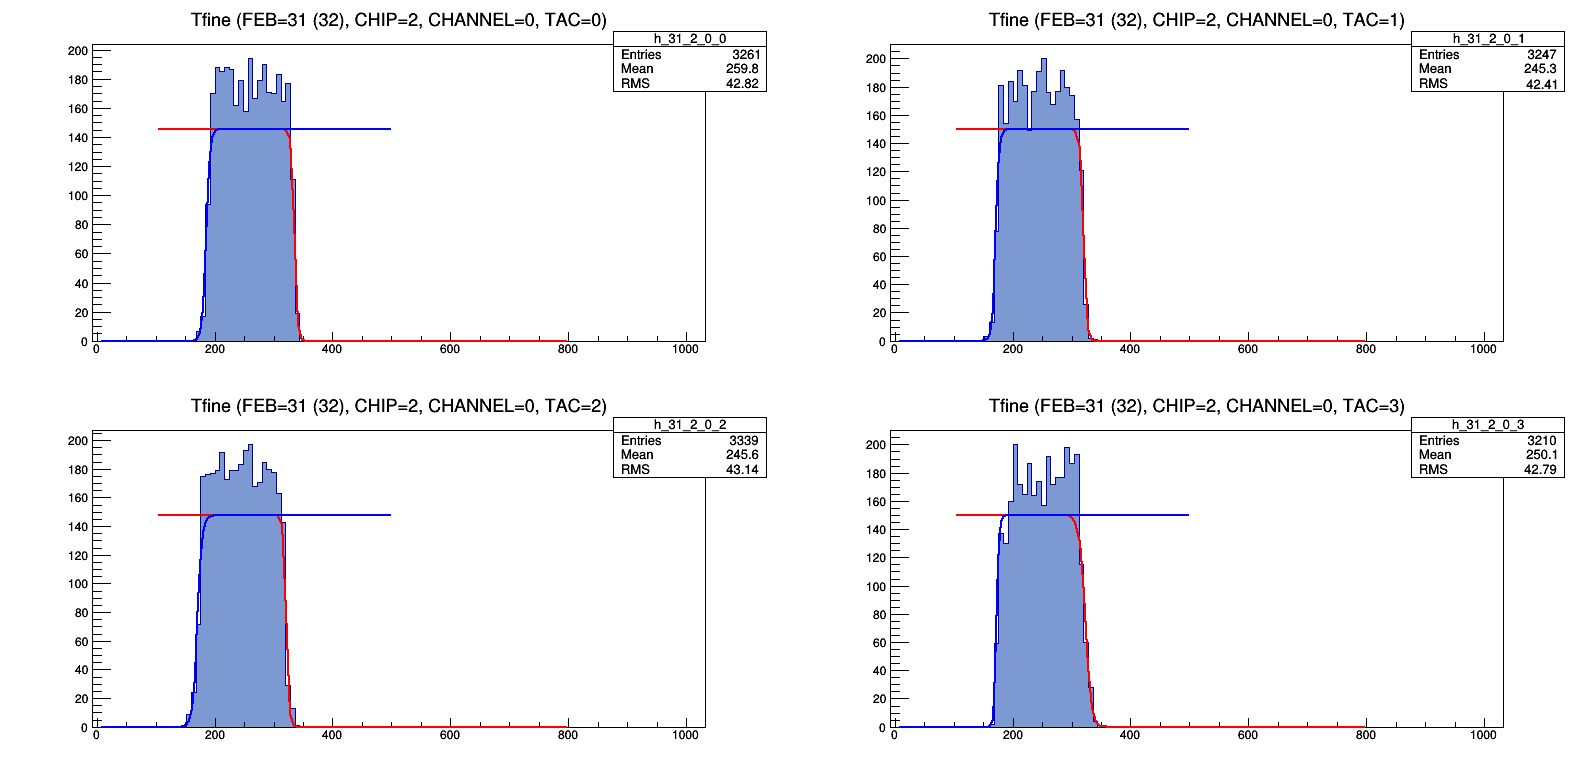 Tfine (FEB=31 (32), CHIP=2, CHANNEL=0, TAC=0)
h_31_2_0_0
Entries 3261
Mean 259.8
RMS 42.82
200
180
160
140
120
100
80
60
40
20
0
0 200 400 600 800 1000
Tfine (FEB=31 (32), CHIP=2, CHANNEL=0, TAC=1)
h_31_2_0_1
Entries 3247
Mean 245.3
RMS 42.41
200
180
160
140
120
100
80
60
40
20
0
0 200 400 600 800 1000
Tfine (FEB=31 (32), CHIP=2, CHANNEL=0, TAC=2)
h_31_2_0_2
Entries 3339
Mean 245.6
RMS 43.14
200
180
160
140
120
100
80
60
40
20
0
0 200 400 600 800 1000
Tfine (FEB=31 (32), CHIP=2, CHANNEL=0, TAC=3)
h_31_2_0_3
Entries 3210
Mean 250.1
RMS 42.79
200
180
160
140
120
100
80
60
40
20
0
0 200 400 600 800 1000